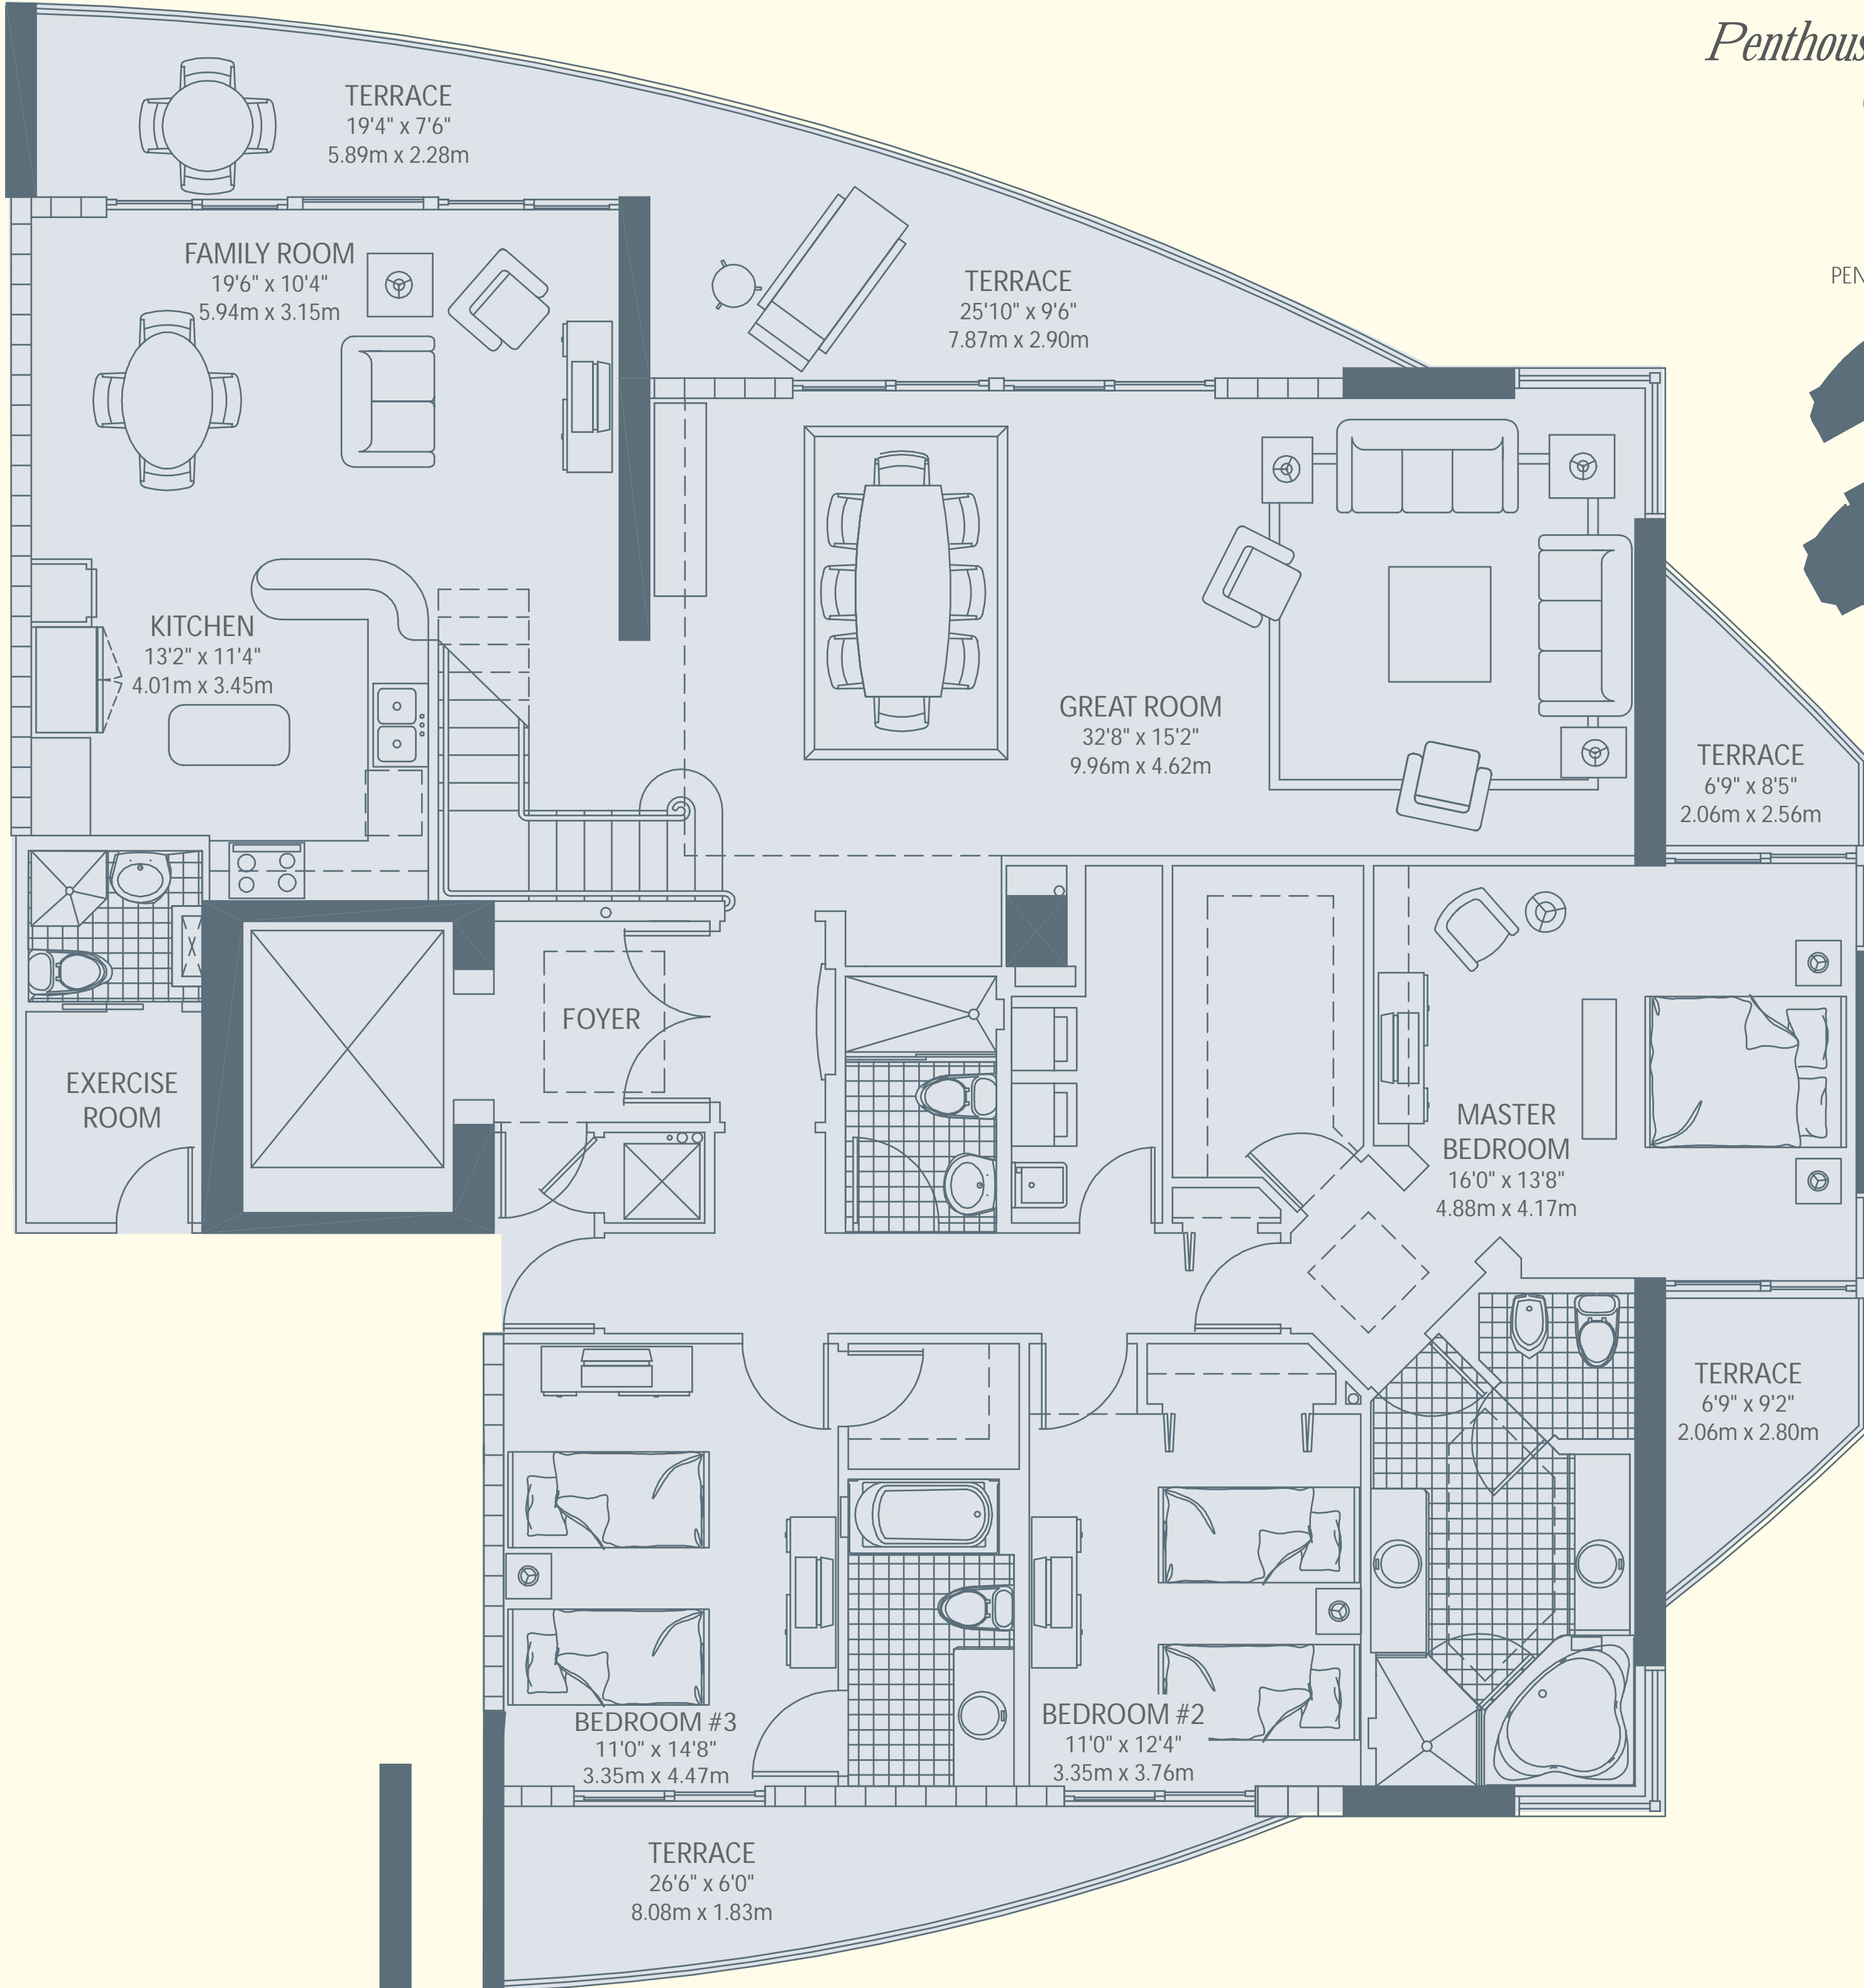 TERRACE
19'4" x 7'6"
5.89m x 2.28m
FAMILY ROOM
19'6" x 10'4"
5.94m x 3.15m
TERRACE
25'10" x 9'6"
7.87m x 2.90m
KITCHEN
13'2" x 11'4"
4.01m x 3.45m
GREAT ROOM
32'8" x 15'2"
9.96m x 4.62m
TERRACE
6'9" x 8'5"
2.06m x 2.56m
FOYER
EXERCISE
ROOM
MASTER
BEDROOM
16'0" x 13'8"
4.88m x 4.17m
TERRACE
6'9" x 9'2"
2.06m x 2.80m
BEDROOM #3
11'0" x 14'8"
3.35m x 4.47m
BEDROOM #2
11'0" x 12'4"
3.35m x 3.76m
TERRACE
26'6" x 6'0"
8.08m x 1.83m